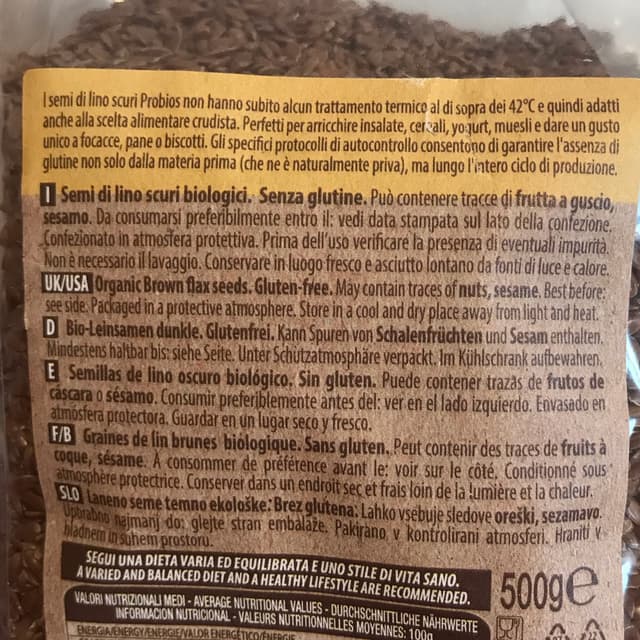 I semi di lino scuri Probios non hanno subito alcun trattamento termico al di sopra dei 42°C e quindi adatti
anche alla scelta alimentare crudista. Perfetti per arricchire insalate, cereali, yogurt, muesli e dare un gusto
unico a focacce, pane o biscotti. Gli specifici protocolli di autocontrollo consentono di garantire l'assenza di
glutine non solo dalla materia prima (che ne è naturalmente priva), ma lungo l'intero ciclo di produzione.
I Semi di lino scuri biologici. Senza glutine. Può contenere tracce di frutta a guscio,
sesamo. Da consumarsi preferibilmente entro il: vedi data stampata sul lato della confezione.
Confezionato in atmosfera protettiva. Prima dell'uso verificare la presenza di eventuali impurità.
Non è necessario il lavaggio. Conservare in luogo fresco e asciutto lontano da fonti di luce e calore.
UK/USA Organic Brown flax seeds. Gluten-free. May contain traces of nuts, sesame. Best before:
see side. Packaged in a protective atmosphere. Store in a cool and dry place away from light and heat.
D Bio-Leinsamen dunkle. Glutenfrei. Kann Spuren von Schalenfrüchten und Sesam enthalten.
Mindestens haltbar bis: siehe Seite. Unter Schutzatmosphäre verpackt. Im Kühlschrank aufbewahren.
E Semillas de lino oscuro biológico. Sin gluten. Puede contener trazas de frutos de
cáscara o sésamo. Consumir preferiblemente antes del: ver en el lado izquierdo. Envasado en
atmósfera protectora. Guardar en un lugar seco y fresco.
F/B Graines de lin brunes biologique. Sans gluten. Peut contenir des traces de fruits à
coque, sésame. À consommer de préférence avant le: voir sur le côté. Conditionné sous
atmosphère protectrice. Conserver dans un endroit sec et frais loin de la lumière et la chaleur.
SLO Laneno seme temno ekološke. Brez glutena. Lahko vsebuje sledove oreški, sezamavo.
Uporabno najmanj do: glejte stran embalaže. Pakirano v kontrolirani atmosferi. Hraniti v
hladnem in suhem prostoru.
SEGUI UNA DIETA VARIA ED EQUILIBRATA E UNO STILE DI VITA SANO.
A VARIED AND BALANCED DIET AND A HEALTHY LIFESTYLE ARE RECOMMENDED.
500g e
VALORI NUTRIZIONALI MEDI - AVERAGE NUTRITIONAL VALUES - DURCHSCHNITTLICHE NÄHRWERTE
INFORMACION NUTRICIONAL - VALEURS NUTRITIONNELLES MOYENNES: 100g
ENERGIA/ENERGY/ENERGIE/VALOR ENERGÉTICO/ÉNERGIE